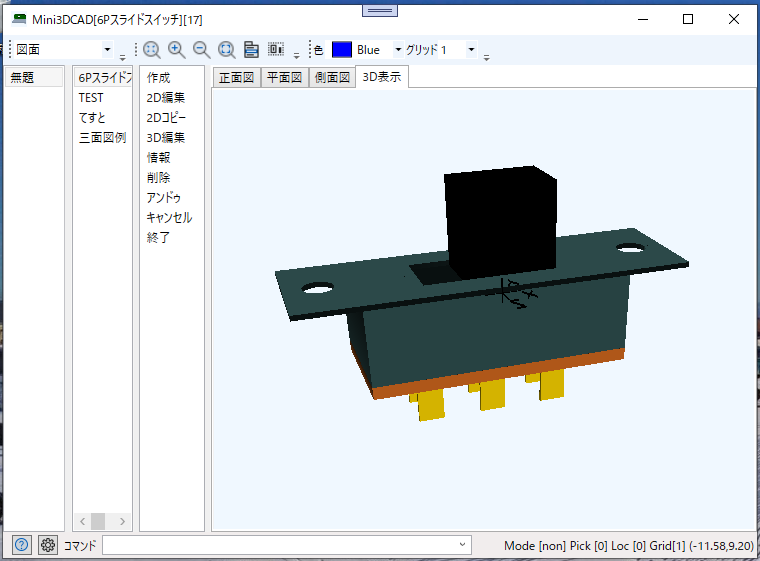 Mini3DCAD[6Pスライドスイッチ][17]
図面 色 Blue グリッド 1
無題
6Pスライドス
TEST
てすと
三面図例
作成
2D編集
2Dコピー
3D編集
情報
削除
アンドゥ
キャンセル
終了
正面図 平面図 側面図 3D表示
コマンド
Mode [non] Pick [0] Loc [0] Grid[1] (-11.58,9.20)